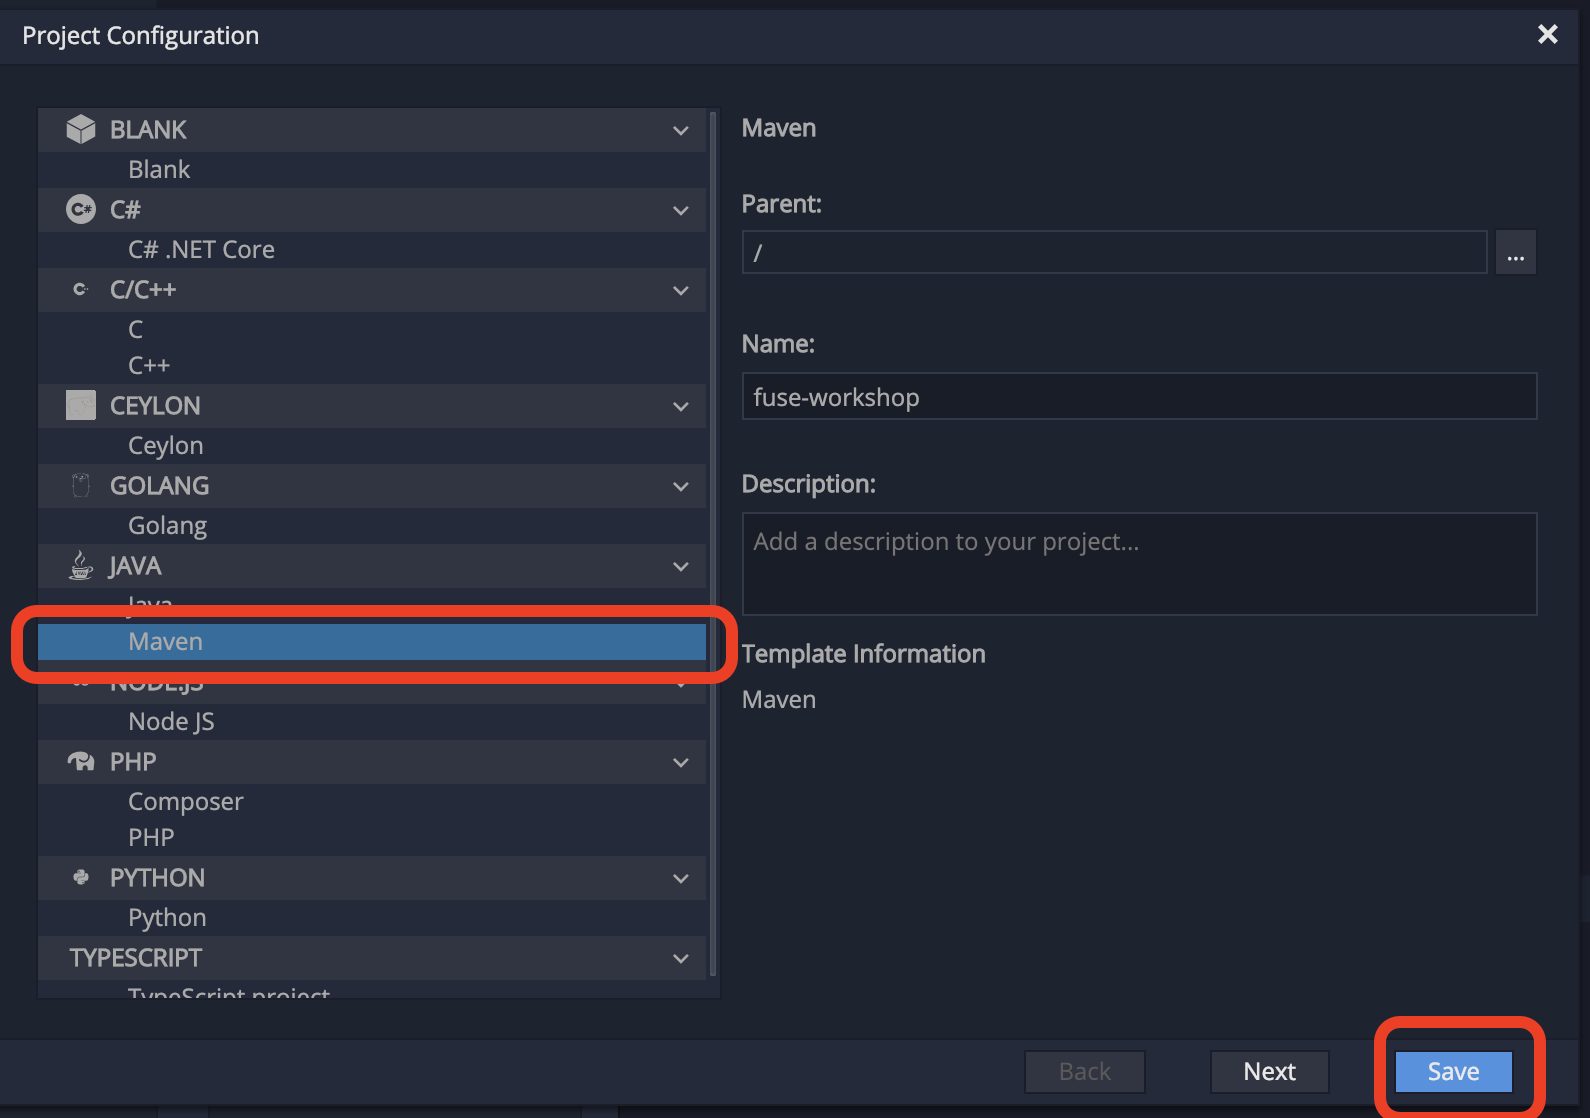 Project Configuration
BLANK
Blank
C#
C# .NET Core
C/C++
C
C++
CEYLON
Ceylon
GOLANG
Golang
JAVA
Java
Maven
NODE.JS
Node JS
PHP
Composer
PHP
PYTHON
Python
TYPESCRIPT
TypeScript project
Maven
Parent:
/
...
Name:
fuse-workshop
Description:
Add a description to your project...
Template Information
Maven
Back
Next
Save